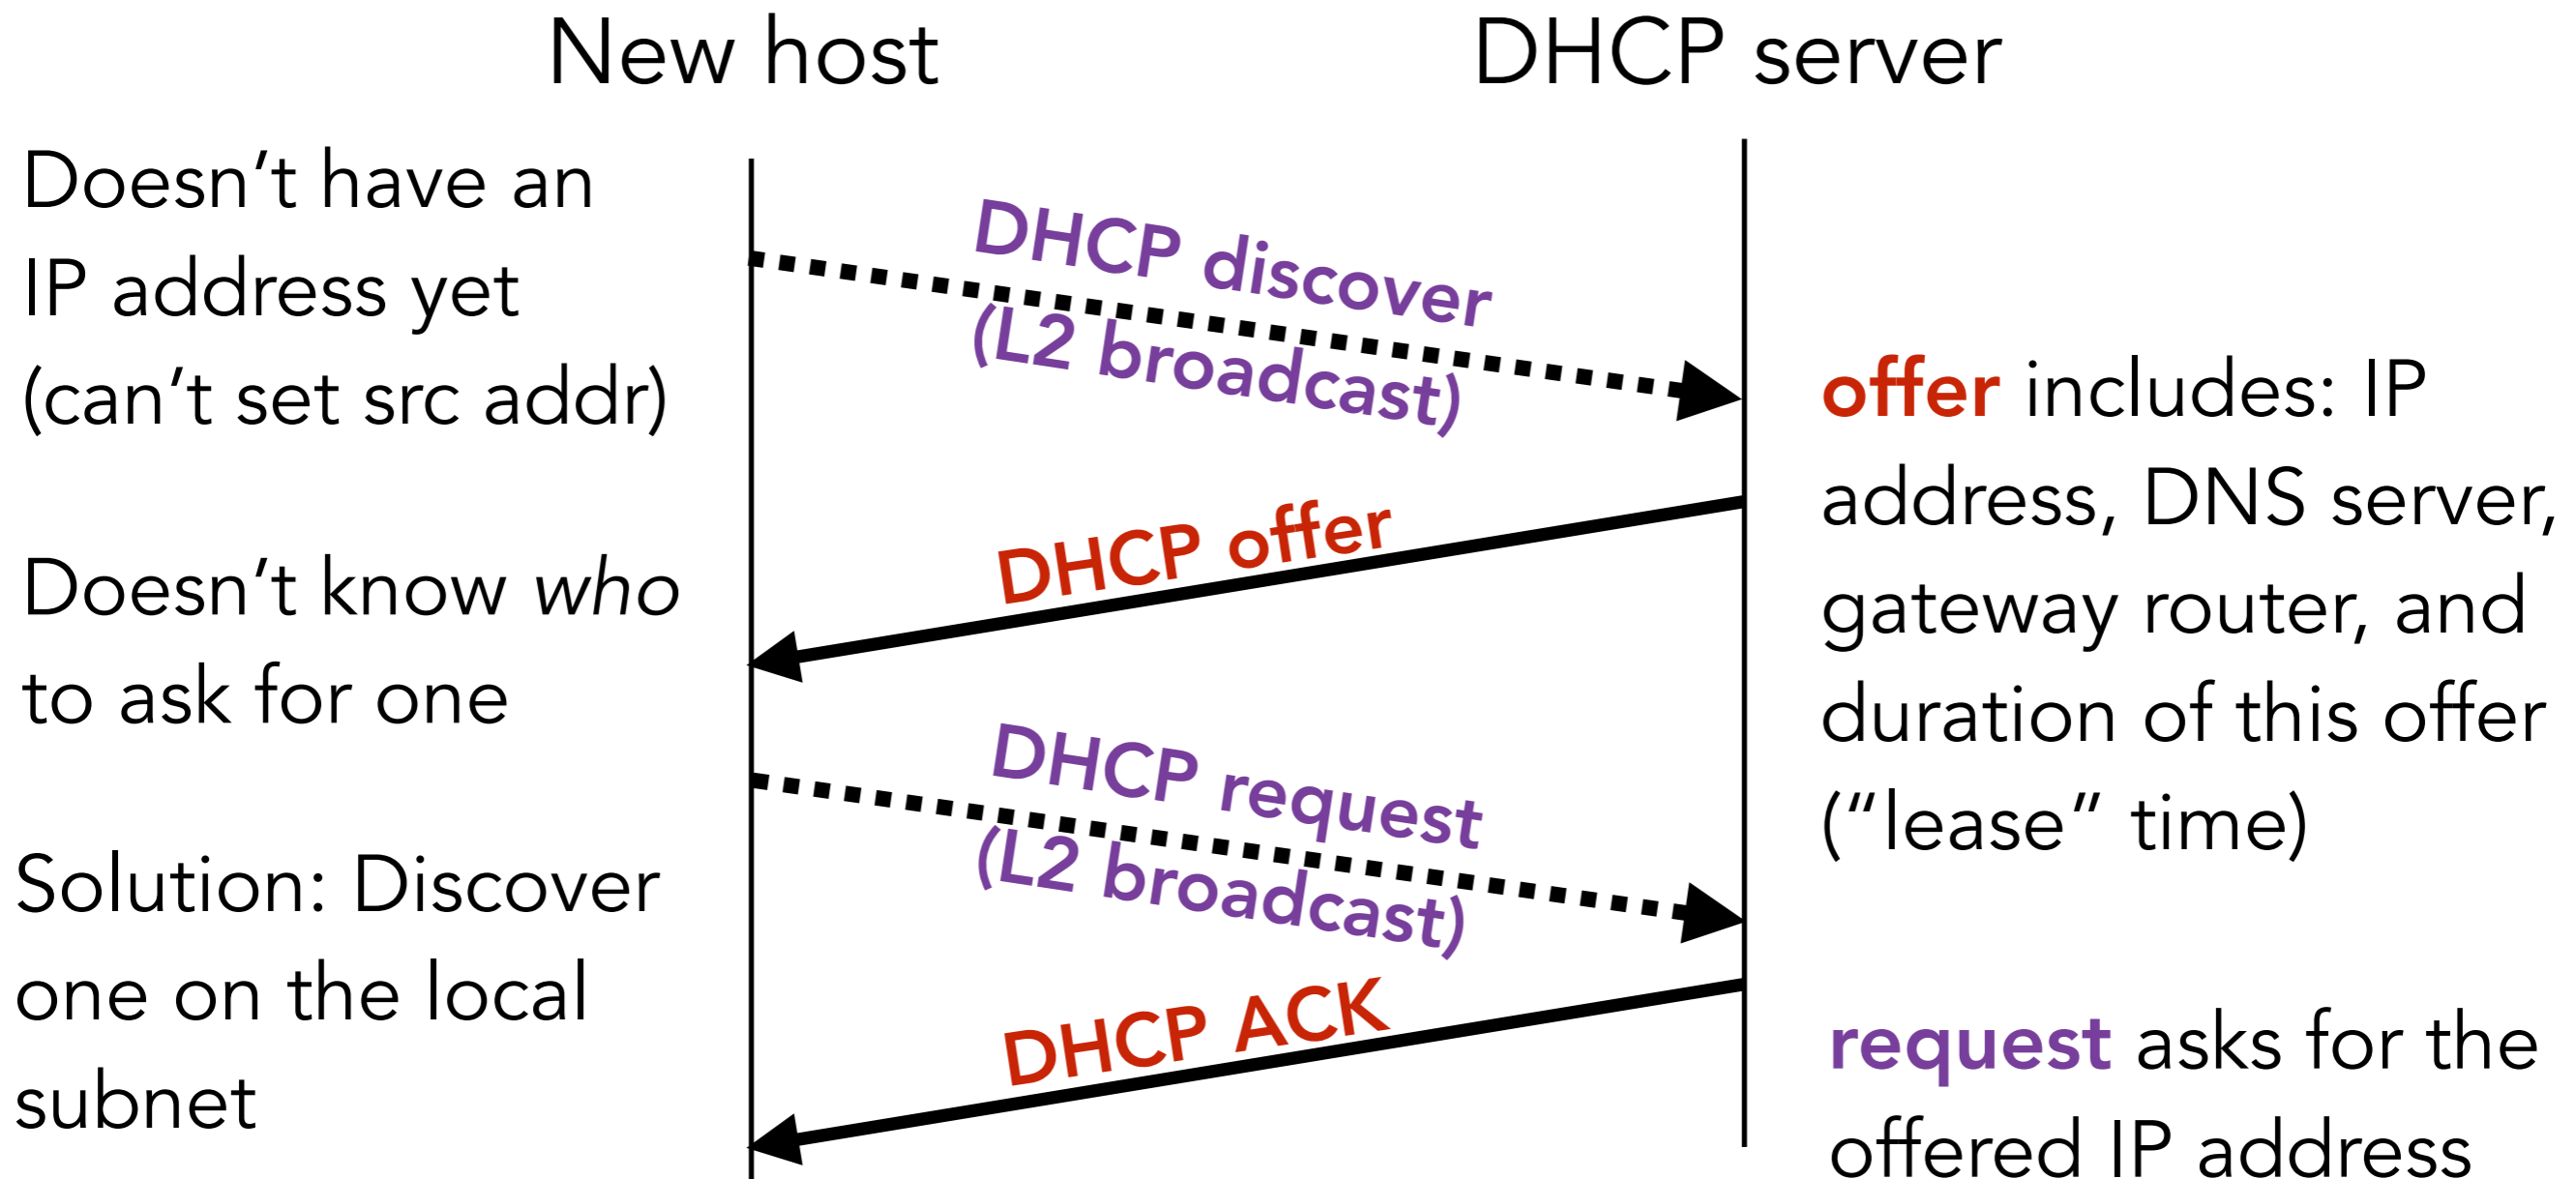 New host
DHCP server
Doesn’t have an
IP address yet
(can’t set src addr)
Doesn’t know who
to ask for one
Solution: Discover
one on the local
subnet
DHCP discover
(L2 broadcast)
DHCP offer
DHCP request
(L2 broadcast)
DHCP ACK
offer includes: IP
address, DNS server,
gateway router, and
duration of this offer
(“lease” time)
request asks for the
offered IP address